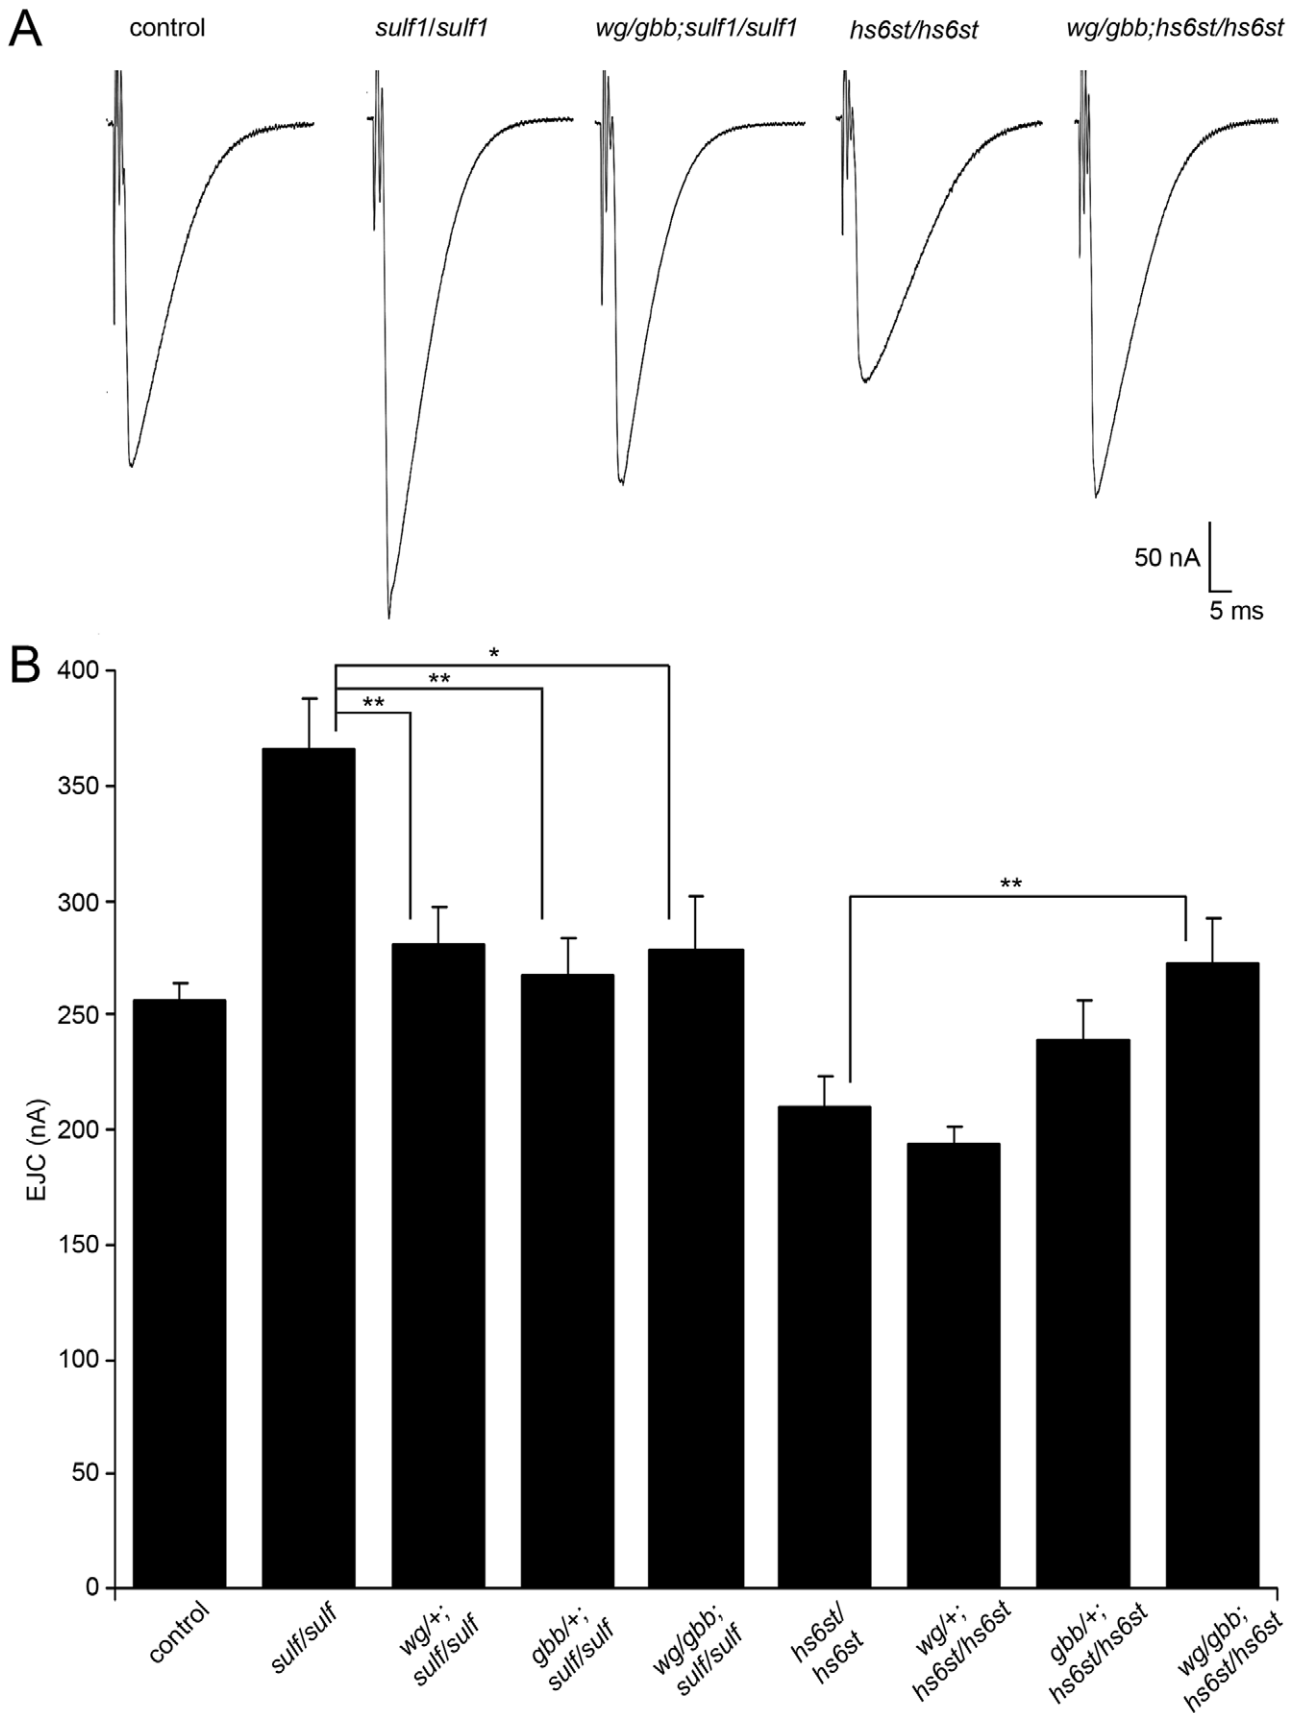 A
control
sulf1/sulf1
wg/gbb;sulf1/sulf1
hs6st/hs6st
wg/gbb;hs6st/hs6st
50 nA
5 ms
B
EJC (nA)
400
350
300
250
200
150
100
50
0
*
**
**
**
control
sulf/sulf
wg/+;
sulf/sulf
gbb/+;
sulf/sulf
wg/gbb;
sulf/sulf
hs6st/
hs6st
wg/+;
hs6st/hs6st
gbb/+;
hs6st/hs6st
wg/gbb;
hs6st/hs6st